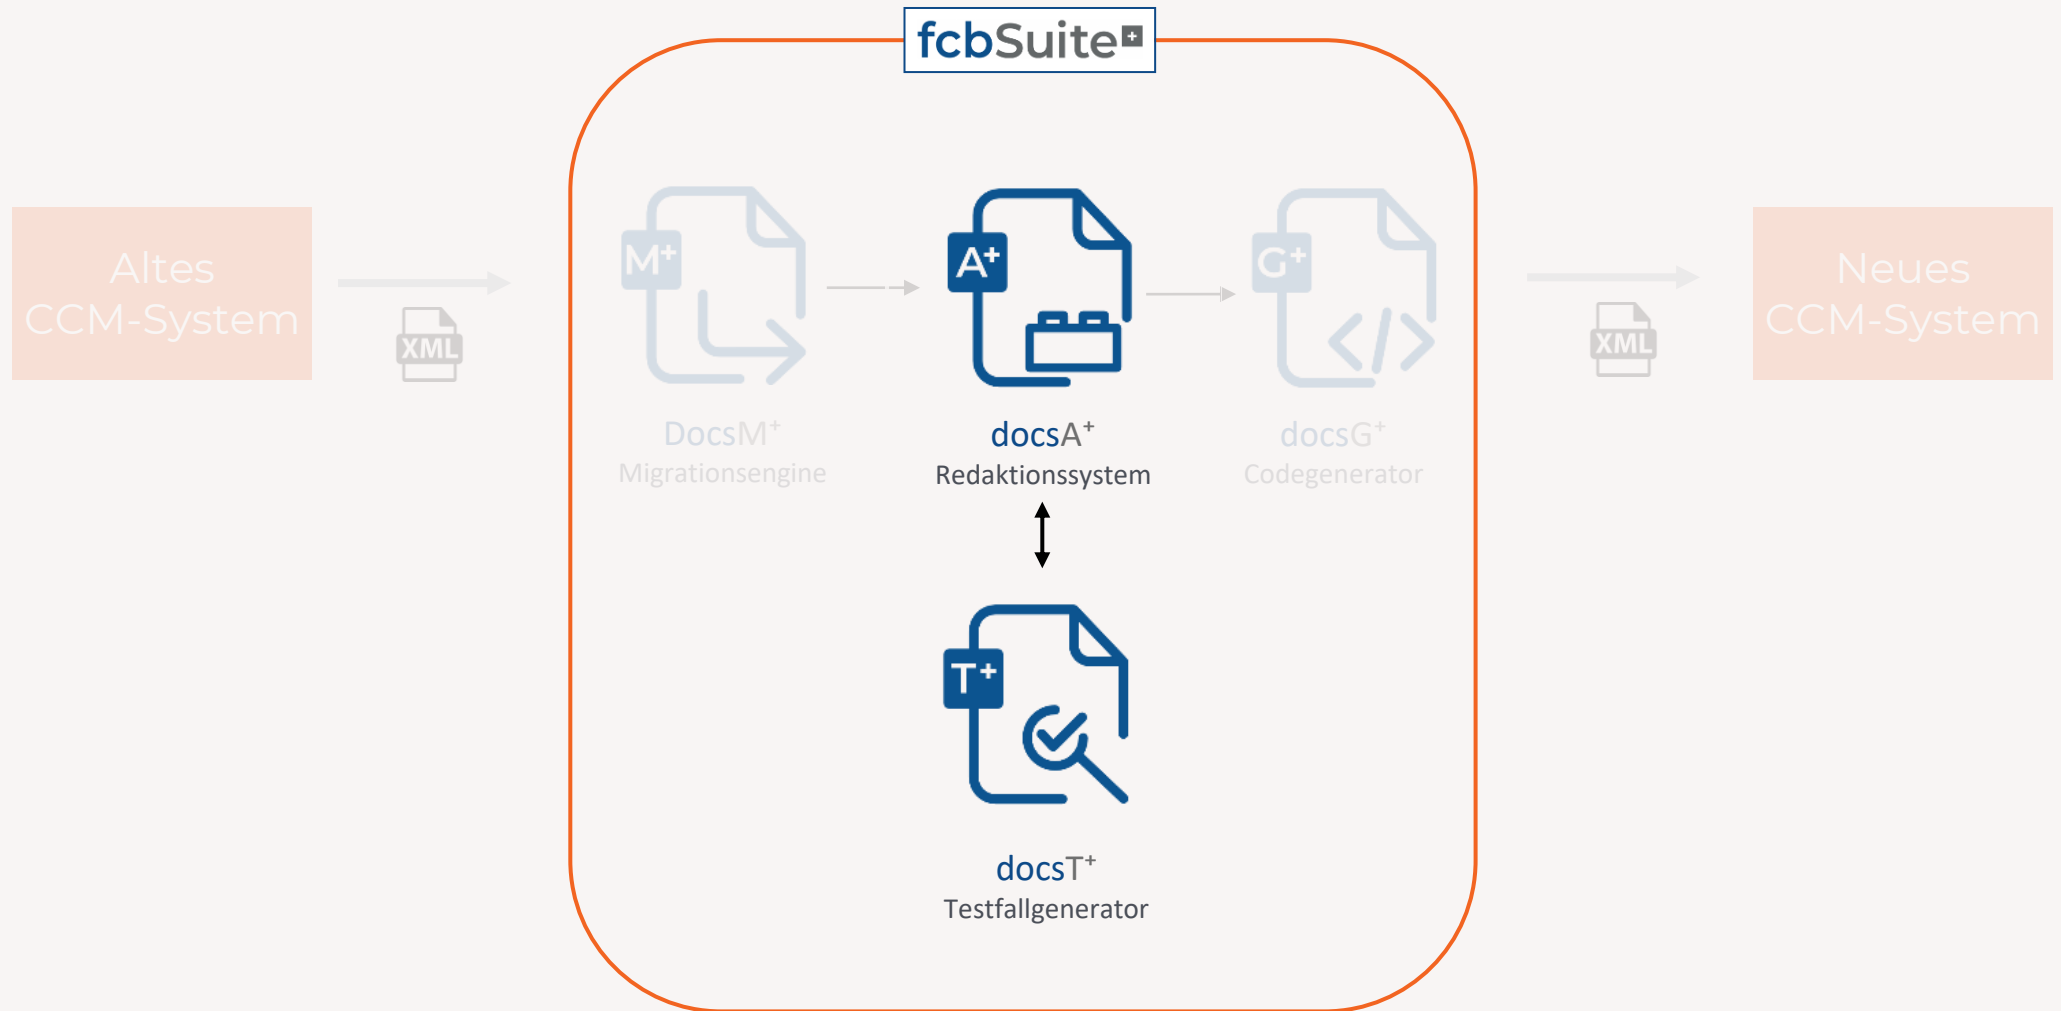 fcbSuite+
Altes
CCM-System
XML
M+
DocsM+
Migrationsengine
A+
docsA+
Redaktionssystem
G+
</>
docsG+
Codegenerator
XML
Neues
CCM-System
T+
docsT+
Testfallgenerator